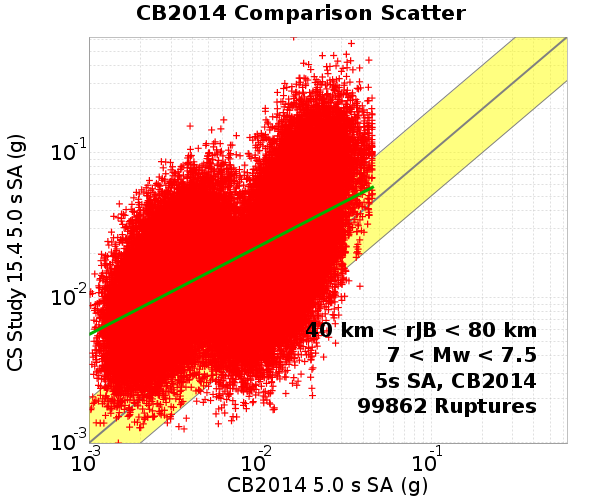 CB2014 Comparison Scatter
CS Study 15.4 5.0 s SA (g)
10-1
10-2
10-3
40 km < rJB < 80 km
7 < Mw < 7.5
5s SA, CB2014
99862 Ruptures
10-3 10-2 10-1
CB2014 5.0 s SA (g)